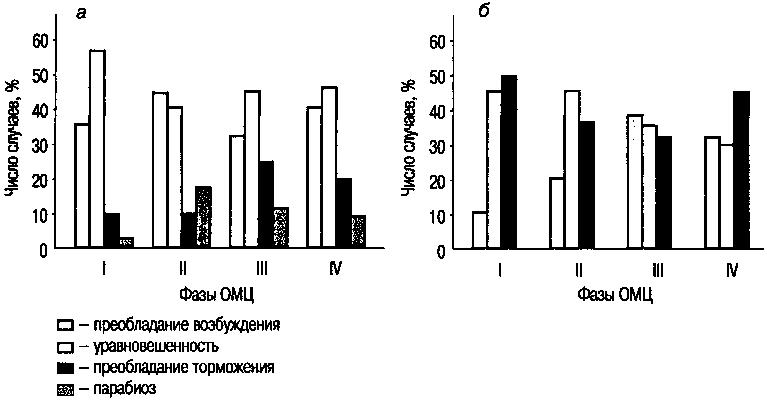 а
Число случаев, %
60
50
40
30
20
10
0
I II III IV
Фазы ОМЦ
б
Число случаев, %
60
50
40
30
20
10
0
I II III IV
Фазы ОМЦ
– преобладание возбуждения
– уравновешенность
– преобладание торможения
– парабиоз